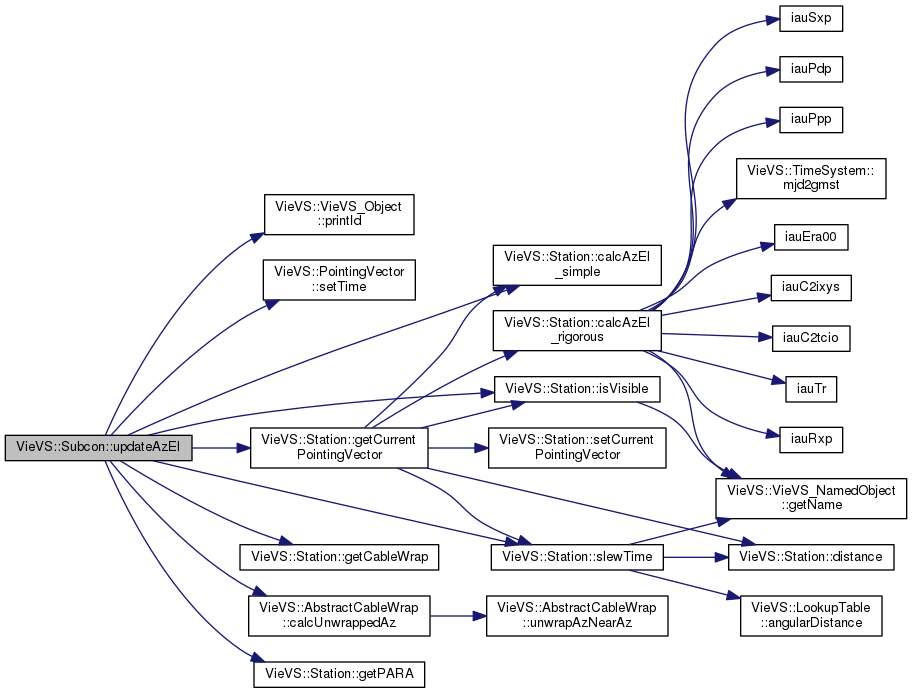 iauSxp
iauPdp
iauPpp
VieVS::TimeSystem::
mjd2gmst
VieVS::VieVS_Object
::printId
iauEra00
VieVS::PointingVector
::setTime
VieVS::Station::calcAzEl
_simple
iauC2ixys
VieVS::Station::calcAzEl
_rigorous
iauC2tcio
VieVS::Station::isVisible
iauTr
VieVS::Subcon::updateAzEl
VieVS::Station::getCurrent
PointingVector
VieVS::Station::setCurrent
PointingVector
iauRxp
VieVS::VieVS_NamedObject
::getName
VieVS::Station::getCableWrap
VieVS::Station::slewTime
VieVS::Station::distance
VieVS::AbstractCableWrap
::calcUnwrappedAz
VieVS::AbstractCableWrap
::unwrapAzNearAz
VieVS::LookupTable
::angularDistance
VieVS::Station::getPARA